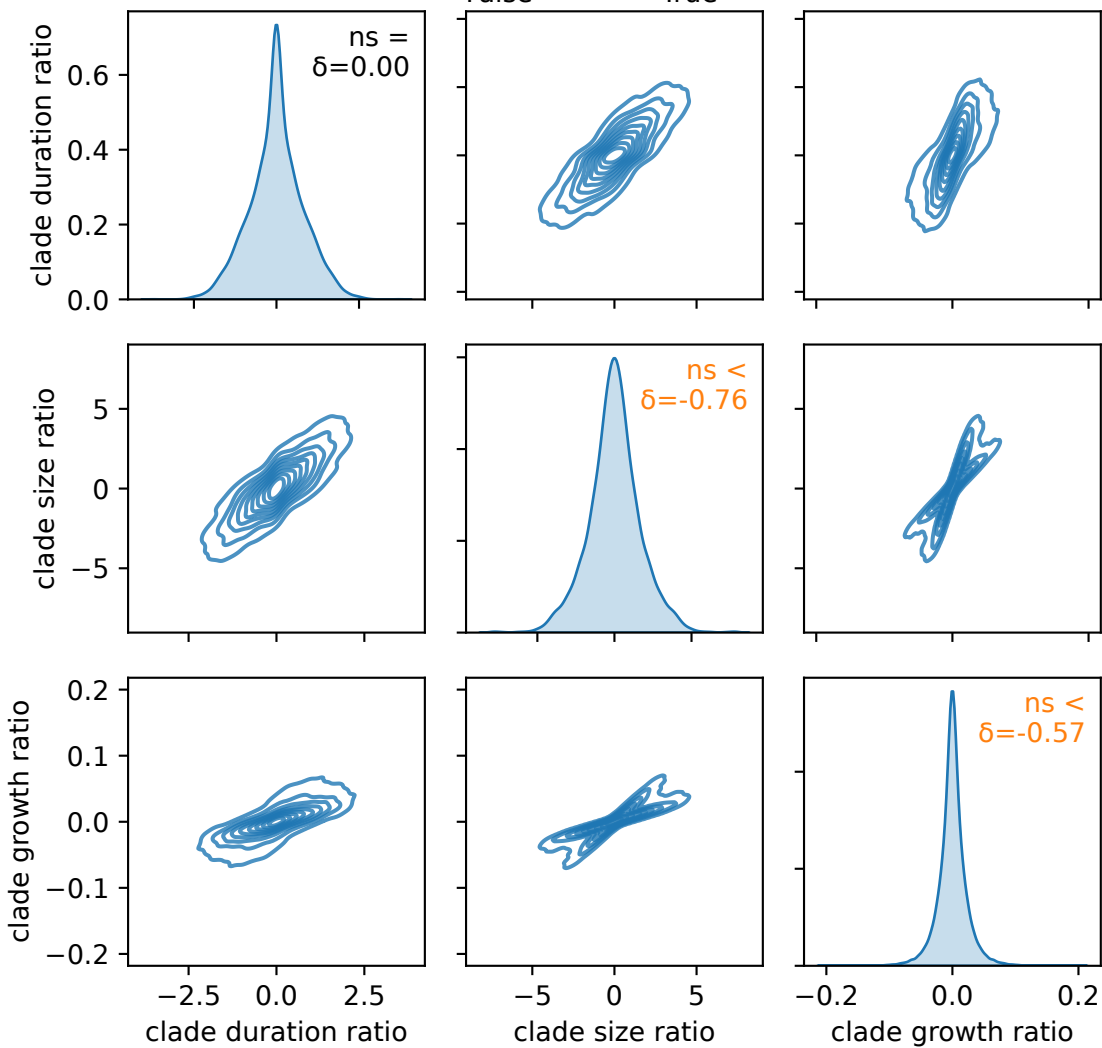 clade duration ratio
0.6
0.4
0.2
0.0
ns =
δ=0.00
clade size ratio
5
0
−5
ns <
δ=-0.76
clade growth ratio
0.2
0.1
0.0
−0.1
−0.2
ns <
δ=-0.57
−2.5
0.0
2.5
−5
0
5
−0.2
0.0
0.2
clade duration ratio
clade size ratio
clade growth ratio